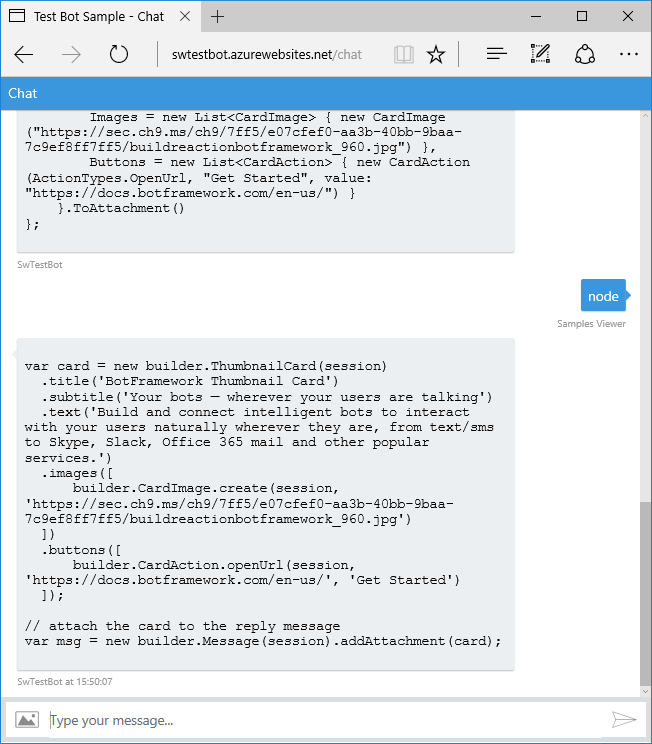 Test Bot Sample - Chat
swtestbot.azurewebsites.net/chat
Chat
Images = new List<CardImage> { new CardImage
("https://sec.ch9.ms/ch9/7ff5/e07cfef0-aa3b-40bb-9baa-
7c9ef8ff7ff5/buildreactionbotframework_960.jpg") },
Buttons = new List<CardAction> { new CardAction
(ActionTypes.OpenUrl, "Get Started", value:
"https://docs.botframework.com/en-us/") }
}.ToAttachment()
};
SwTestBot
node
Samples Viewer
var card = new builder.ThumbnailCard(session)
.title('BotFramework Thumbnail Card')
.subtitle('Your bots — wherever your users are talking')
.text('Build and connect intelligent bots to interact
with your users naturally wherever they are, from text/sms
to Skype, Slack, Office 365 mail and other popular
services.')
.images([
builder.CardImage.create(session,
'https://sec.ch9.ms/ch9/7ff5/e07cfef0-aa3b-40bb-9baa-
7c9ef8ff7ff5/buildreactionbotframework_960.jpg')
])
.buttons([
builder.CardAction.openUrl(session,
'https://docs.botframework.com/en-us/', 'Get Started')
]);
// attach the card to the reply message
var msg = new builder.Message(session).addAttachment(card);
SwTestBot at 15:50:07
Type your message...